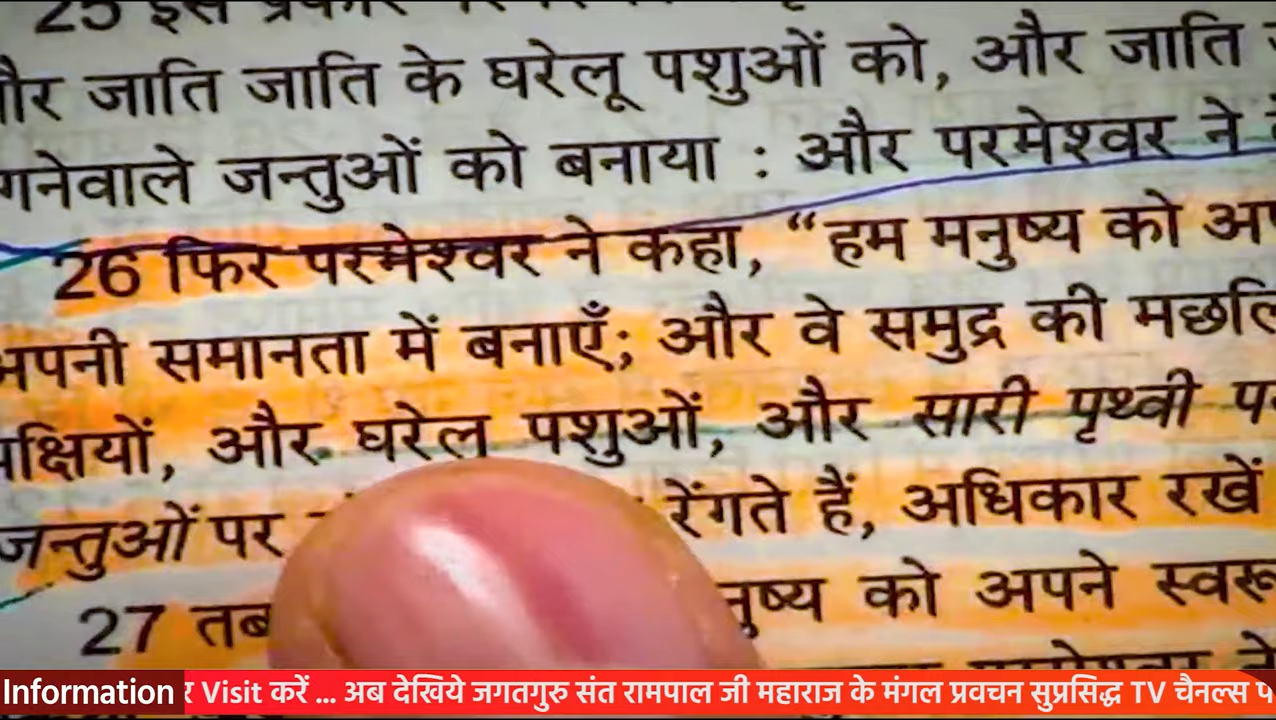 25 इस प्रकार
और जाति जाति के घरेलू पशुओं को, और जाति
गनेवाले जन्तुओं को बनाया : और परमेश्वर ने
26 फिर परमेश्वर ने कहा, “हम मनुष्य को अप
अपनी समानता में बनाएँ; और वे समुद्र की मछलि
पक्षियों, और घरेलू पशुओं, और सारी पृथ्वी पर
जन्तुओं पर रेंगते हैं, अधिकार रखें
27 तब नुष्य को अपने स्वरू
Information र Visit करें ... अब देखिये जगतगुरु संत रामपाल जी महाराज के मंगल प्रवचन सुप्रसिद्ध TV चैनल्स प